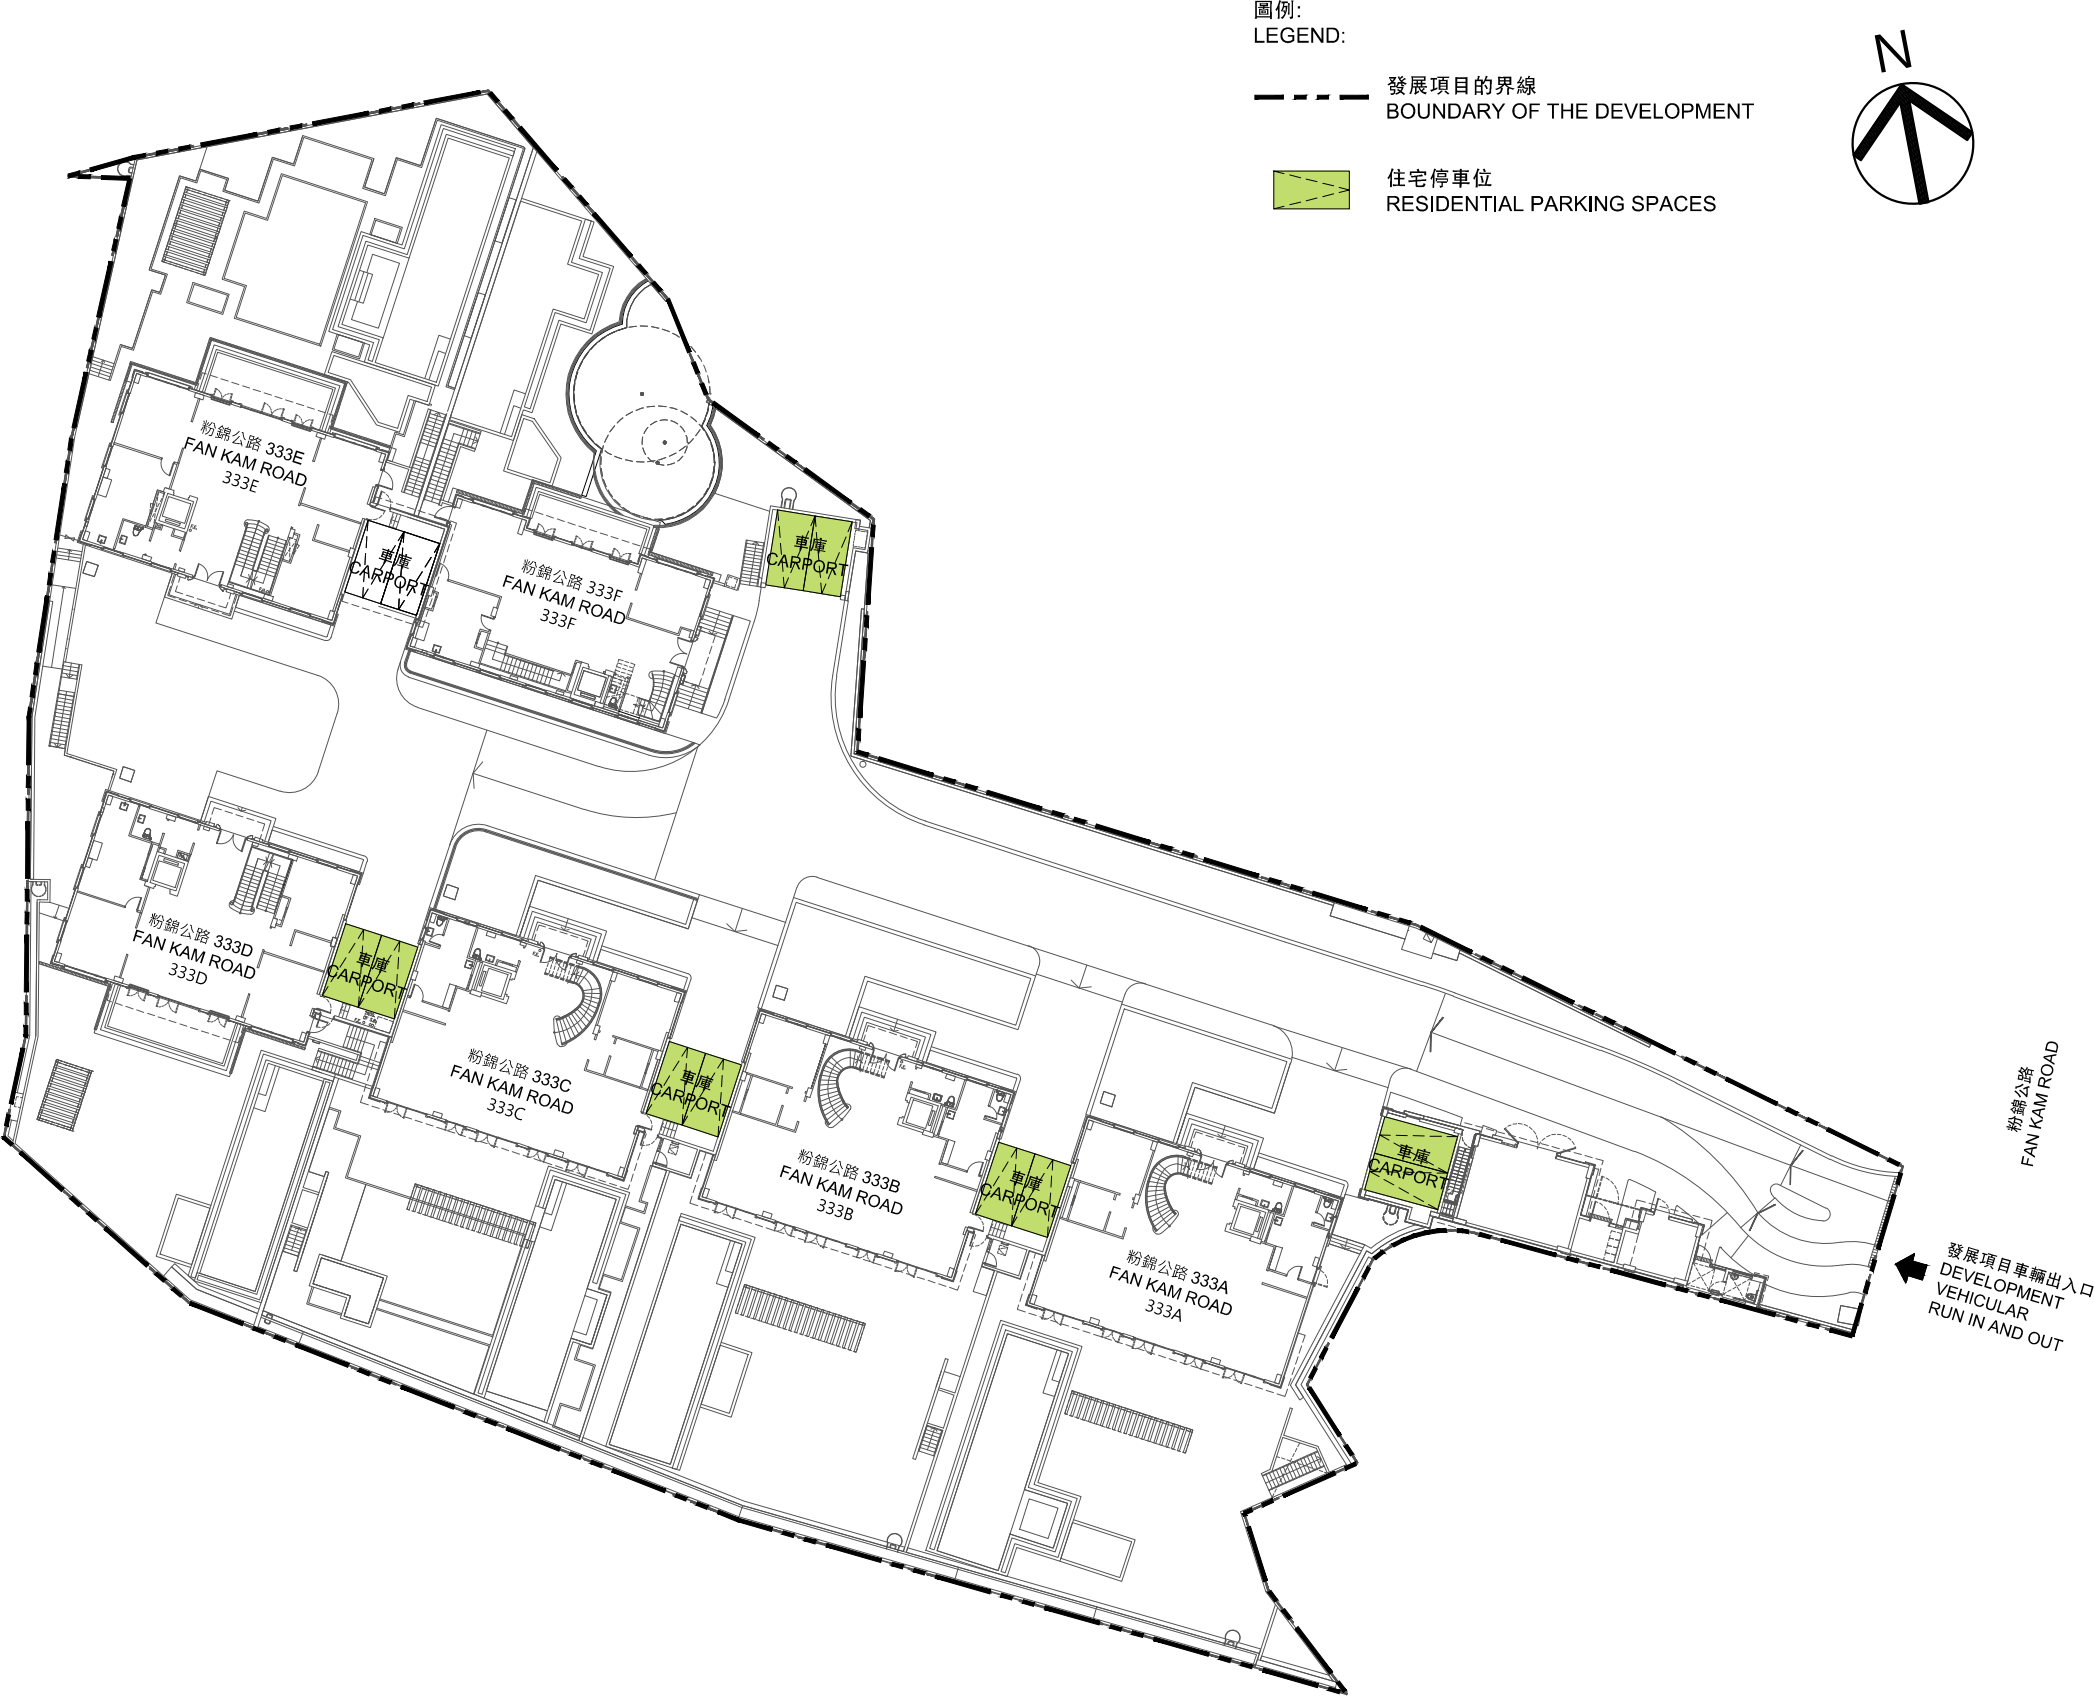 圖例:
LEGEND:
發展項目的界線
BOUNDARY OF THE DEVELOPMENT
住宅停車位
RESIDENTIAL PARKING SPACES
N
粉錦公路 333E
FAN KAM ROAD
333E
車庫
CARPORT
粉錦公路 333F
FAN KAM ROAD
333F
車庫
CARPORT
粉錦公路 333D
FAN KAM ROAD
333D
車庫
CARPORT
粉錦公路 333C
FAN KAM ROAD
333C
車庫
CARPORT
粉錦公路 333B
FAN KAM ROAD
333B
車庫
CARPORT
粉錦公路 333A
FAN KAM ROAD
333A
車庫
CARPORT
粉錦公路
FAN KAM ROAD
發展項目車輛出入口
DEVELOPMENT
VEHICULAR
RUN IN AND OUT